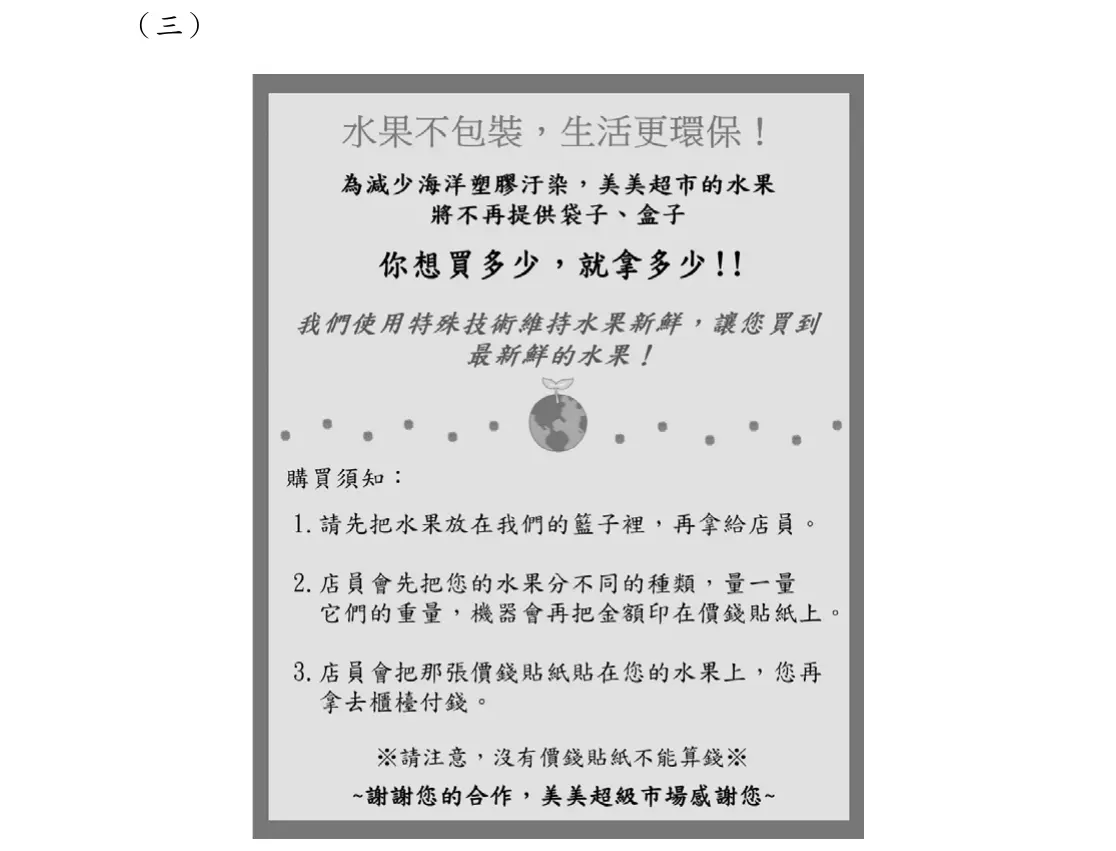 （三）
水果不包裝，生活更環保！
為減少海洋塑膠汙染，美美超市的水果
將不再提供袋子、盒子
你想買多少，就拿多少!!
我們使用特殊技術維持水果新鮮，讓您買到
最新鮮的水果！
購買須知：
1.請先把水果放在我們的籃子裡，再拿給店員。
2.店員會先把您的水果分不同的種類，量一量
它們的重量，機器會再把金額印在價錢貼紙上。
3.店員會把那張價錢貼紙貼在您的水果上，您再
拿去櫃檯付錢。
※請注意，沒有價錢貼紙不能算錢※
~謝謝您的合作，美美超級市場感謝您~